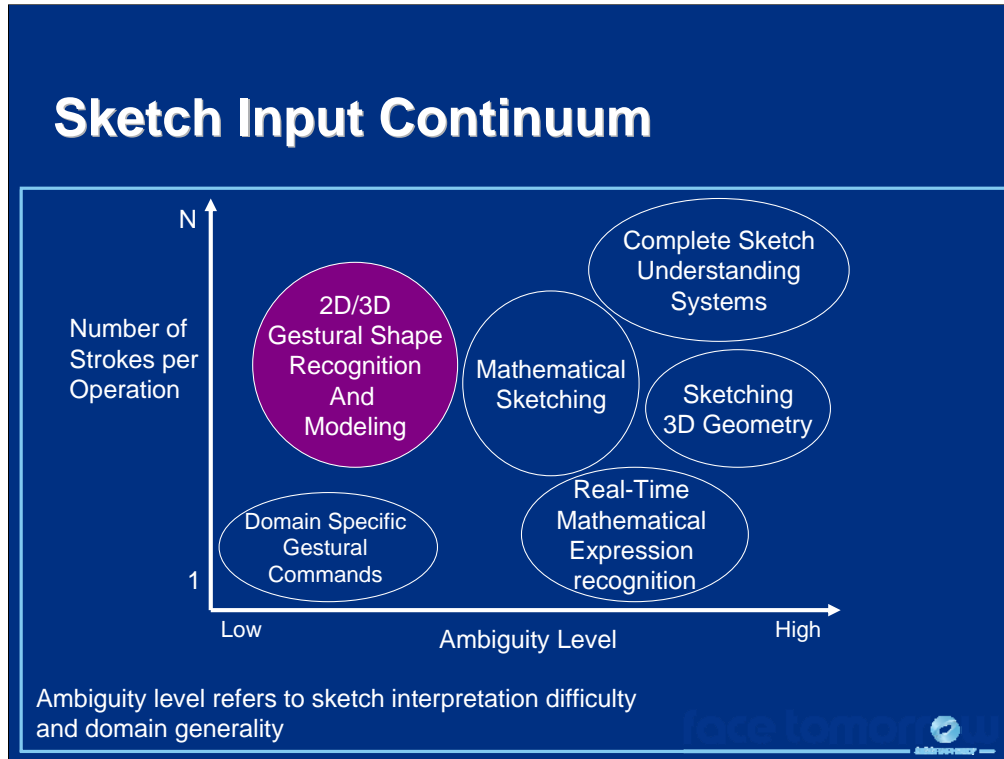 Sketch Input Continuum
N
Number of
Strokes per
Operation
1
2D/3D
Gestural Shape
Recognition
And
Modeling
Domain Specific
Gestural
Commands
Mathematical
Sketching
Complete Sketch
Understanding
Systems
Sketching
3D Geometry
Real-Time
Mathematical
Expression
recognition
Low
Ambiguity Level
High
Ambiguity level refers to sketch interpretation difficulty
and domain generality
face tomorrow